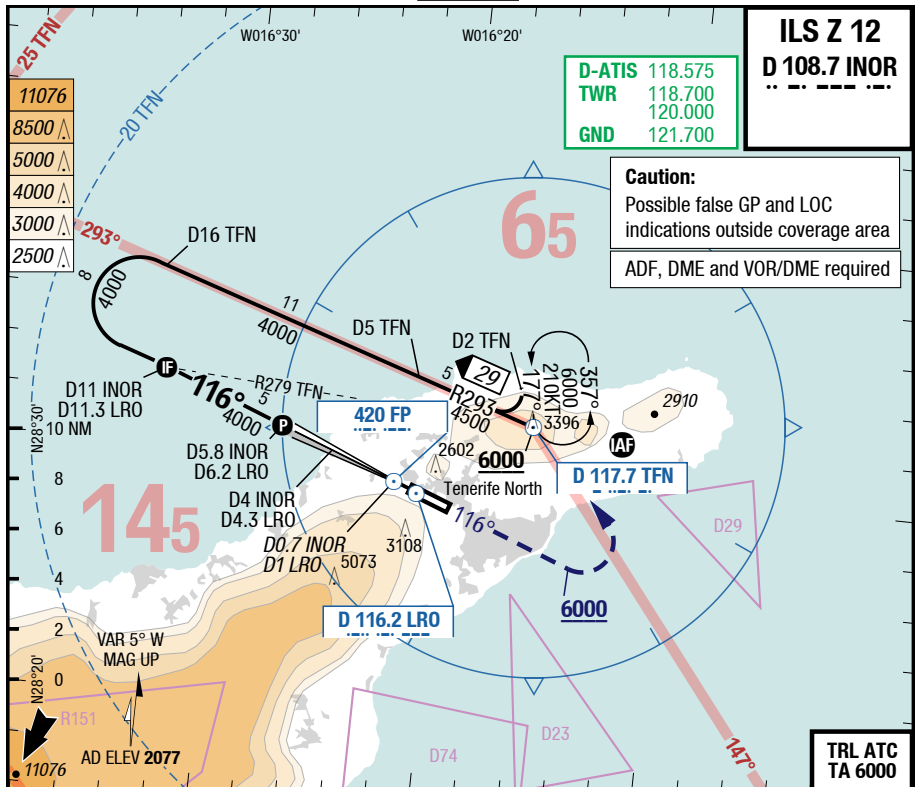 25 TFN
W016°30'
W016°20'
ILS Z 12
D 108.7 INOR
D-ATIS 118.575
TWR 118.700
120.000
GND 121.700
11076
8500
5000
4000
3000
2500
20 TFN
Caution:
Possible false GP and LOC
indications outside coverage area
ADF, DME and VOR/DME required
65
293°
D16 TFN
8
4000
11
4000
D5 TFN
D2 TFN
5
29
R293
4500
177°
210KT
6000
357°
3396
2910
IAF
IF
D11 INOR
D11.3 LRO
116°
R279 TFN
5
4000
P
420 FP
N28°30'
10 NM
D5.8 INOR
D6.2 LRO
2602
6000
D 117.7 TFN
8
Tenerife North
D4 INOR
D4.3 LRO
145
116°
D29
6
D0.7 INOR
D1 LRO
3108
5073
4
6000
D 116.2 LRO
2
VAR 5° W
MAG UP
N28°20'
0
R151
D74
D23
147°
AD ELEV 2077
11076
TRL ATC
TA 6000